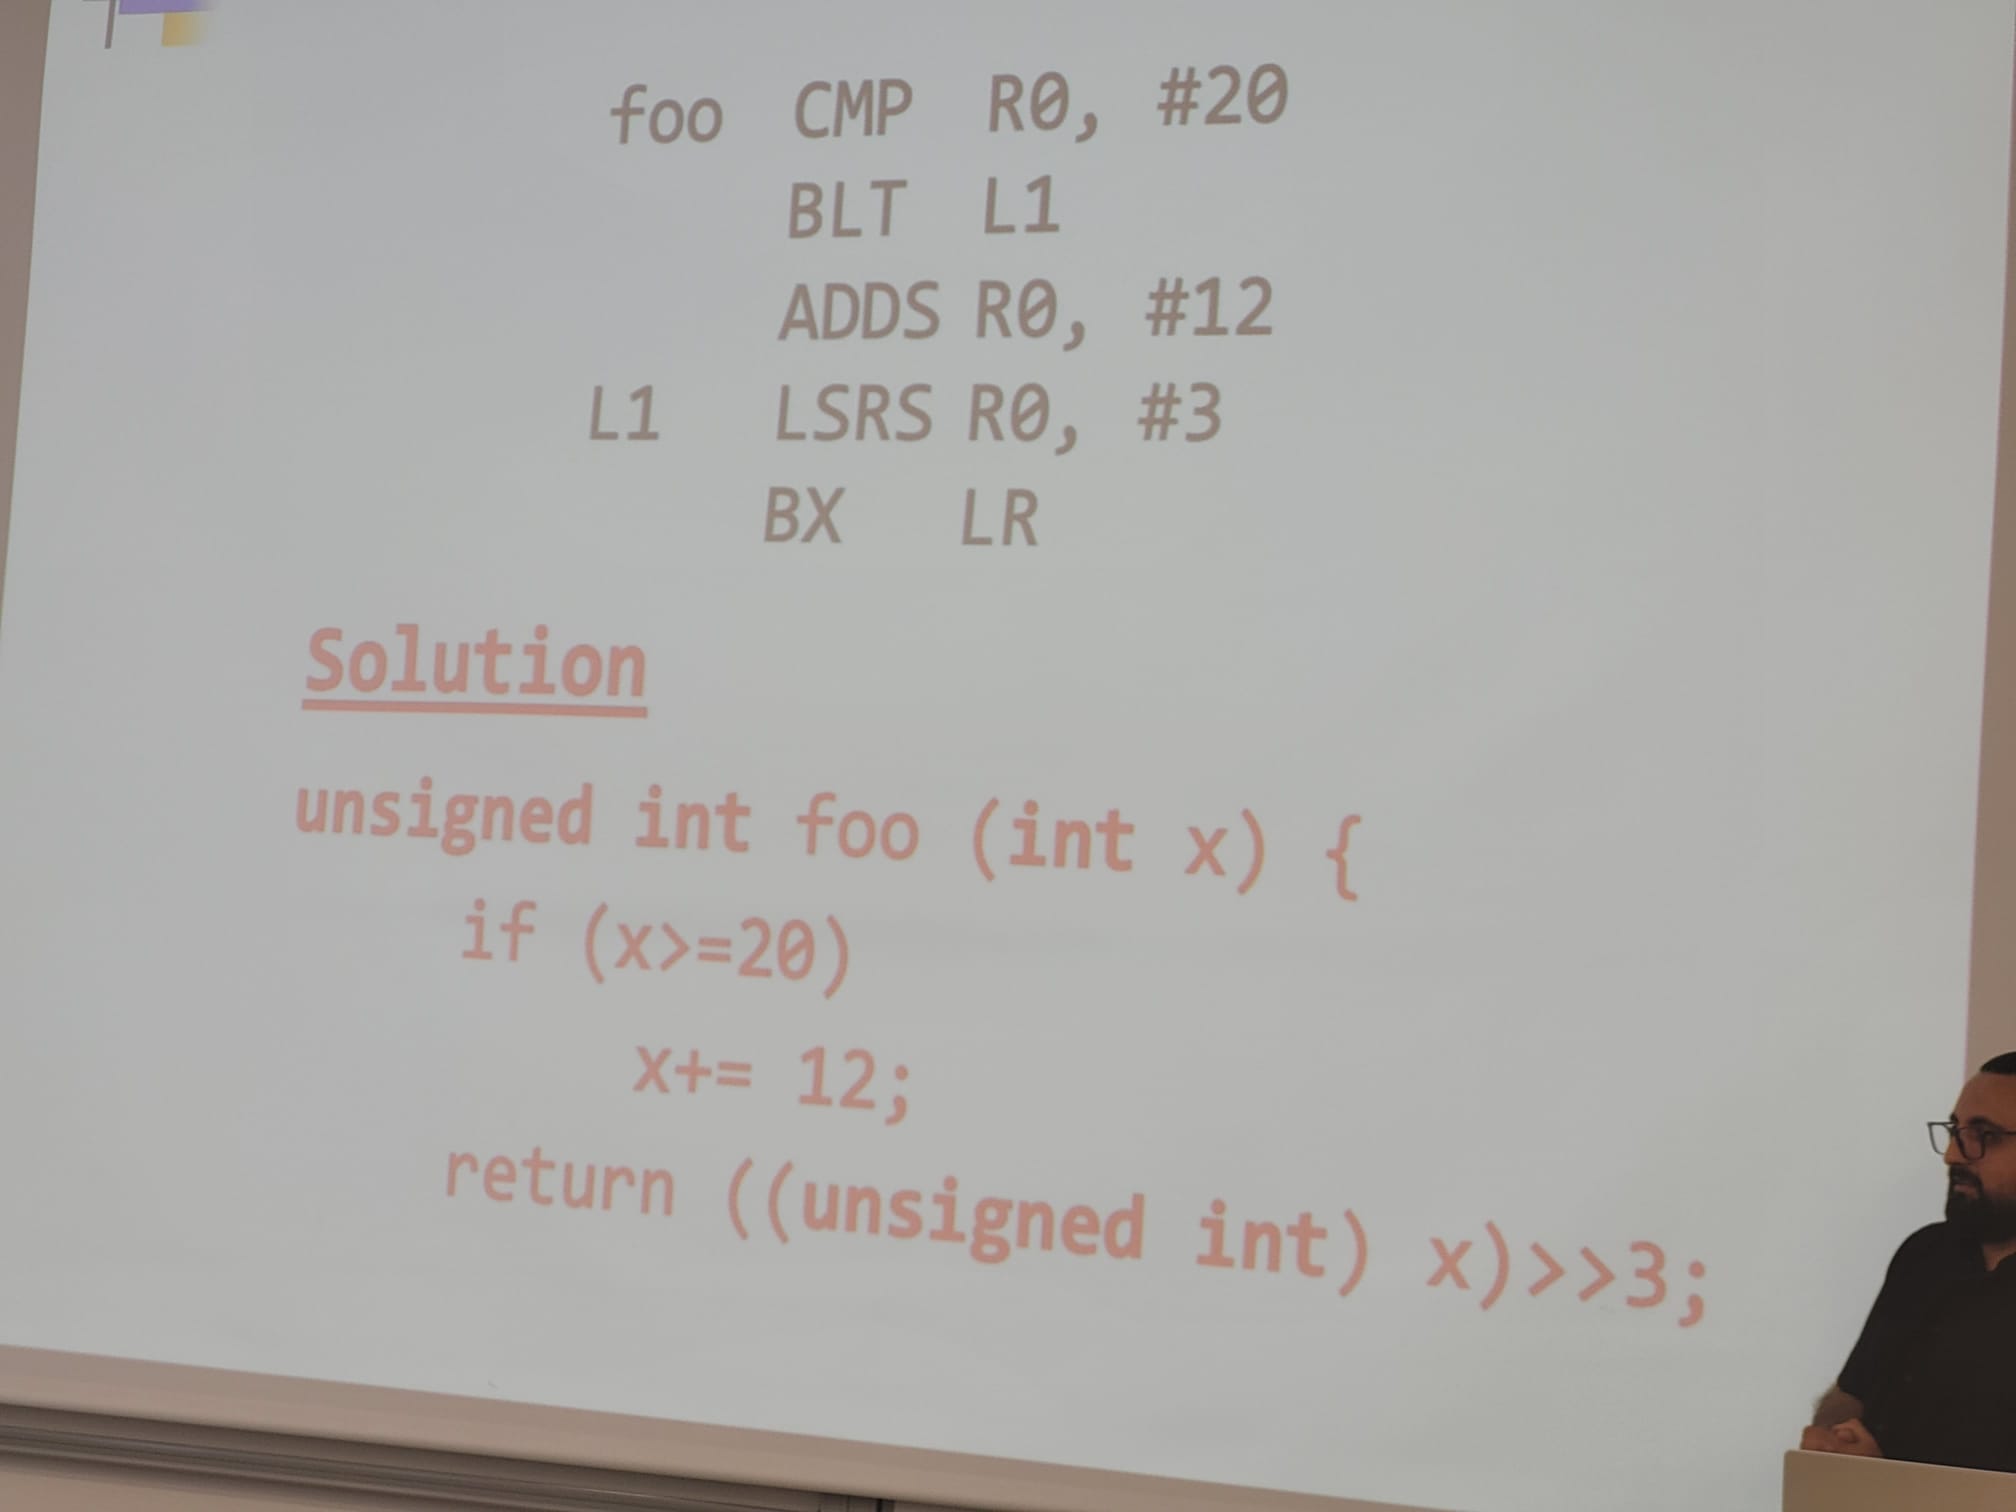 foo CMP R0, #20
BLT L1
ADDS R0, #12
L1 LSRS R0, #3
BX LR
Solution
unsigned int foo (int x) {
if (x>=20)
x+= 12;
return ((unsigned int) x)>>3;